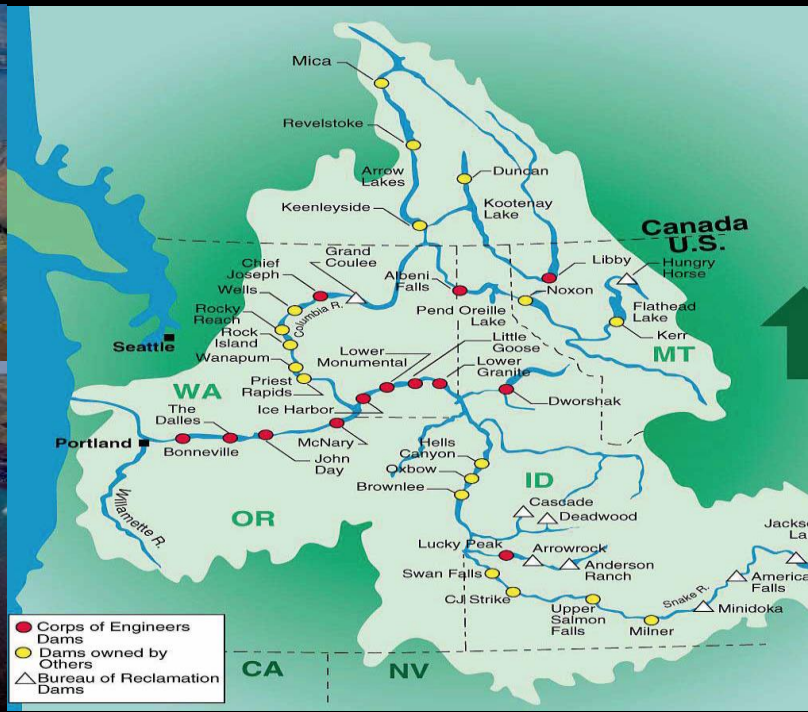 Mica
Revelstoke
Arrow
Lakes
Duncan
Kootenay
Lake
Keenleyside
Canada
U.S.
Grand
Coulee
Chief
Joseph
Albeni
Falls
Libby
Hungry
Horse
Wells
Columbia R.
Noxon
Pend Oreille
Lake
Flathead
Lake
Rocky
Reach
Rock
Island
Kerr
Seattle
Wanapum
Lower
Monumental
Little
Goose
Lower
Granite
MT
WA
Priest
Rapids
Ice Harbor
Dworshak
The
Dalles
Portland
Bonneville
John
Day
McNary
Hells
Canyon
Oxbow
Brownlee
ID
Willamette R.
OR
Cascade
Deadwood
Lucky Peak
Arrowrock
Anderson
Ranch
Jackso
La
Swan Falls
CJ Strike
Upper
Salmon
Falls
Milner
Snake R.
America
Falls
Minidoka
Corps of Engineers
Dams
Dams owned by
Others
Bureau of Reclamation
Dams
CA
NV